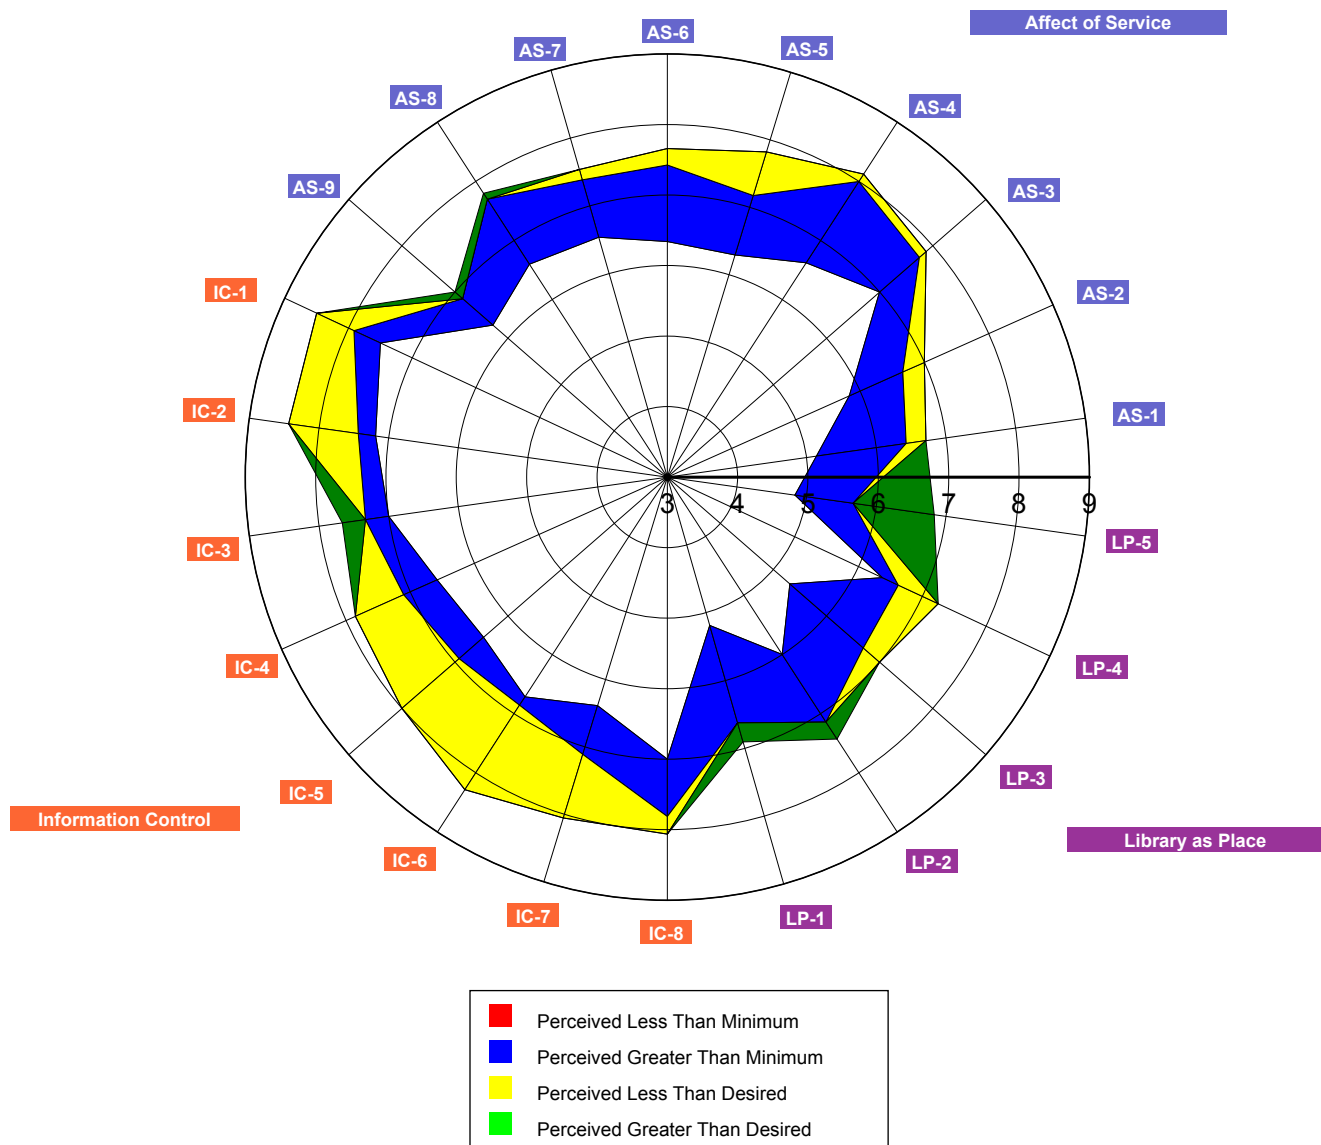 Affect of Service
AS-6
AS-7
AS-5
AS-8
AS-4
AS-9
AS-3
IC-1
AS-2
IC-2
AS-1
3 4 5 6 7 8 9
IC-3
LP-5
IC-4
LP-4
IC-5
LP-3
Information Control
Library as Place
IC-6
LP-2
IC-7
LP-1
IC-8
Perceived Less Than Minimum
Perceived Greater Than Minimum
Perceived Less Than Desired
Perceived Greater Than Desired